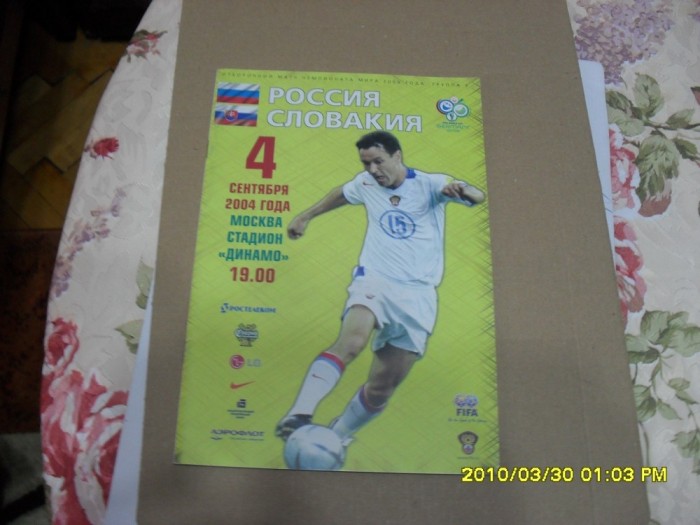 РОССИЯ
СЛОВАКИЯ
4
СЕНТЯБРЯ
2004 ГОДА
МОСКВА
СТАДИОН
«ДИНАМО»
19.00
15
РОСТЕЛЕКОМ
LG
АЭРОФЛОТ
FIFA
2010/03/30 01:03 PM